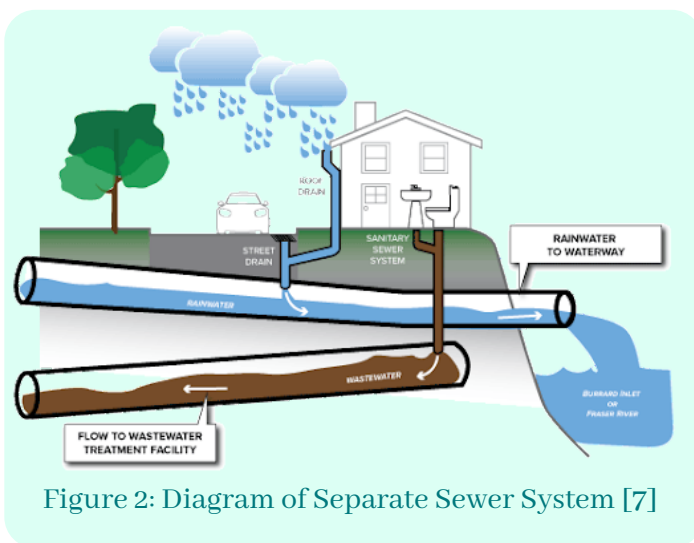 ROOF
DRAIN
STREET
DRAIN
SANITARY
SEWER
SYSTEM
RAINWATER
TO WATERWAY
RAINWATER
WASTEWATER
BURRARD INLET
OR
FRASER RIVER
FLOW TO WASTEWATER
TREATMENT FACILITY
Figure 2: Diagram of Separate Sewer System [7]